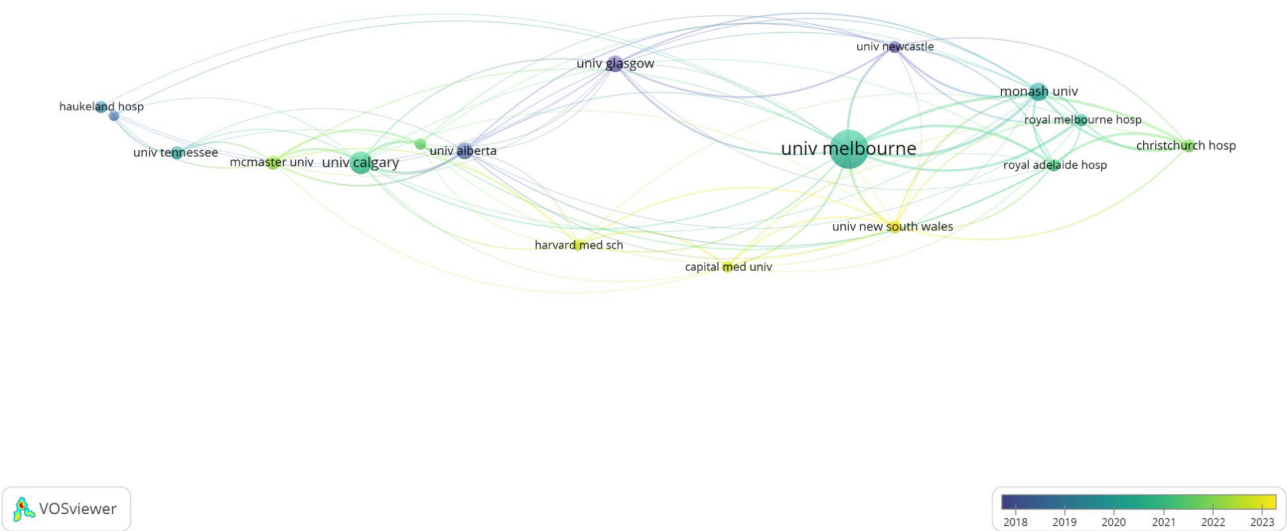 univ newcastle
univ glasgow
monash univ
haukeland hosp
royal melbourne hosp
christchurch hosp
univ melbourne
univ tennessee
univ alberta
mcmaster univ
univ calgary
royal adelaide hosp
univ new south wales
harvard med sch
capital med univ
VOSviewer
2018 2019 2020 2021 2022 2023